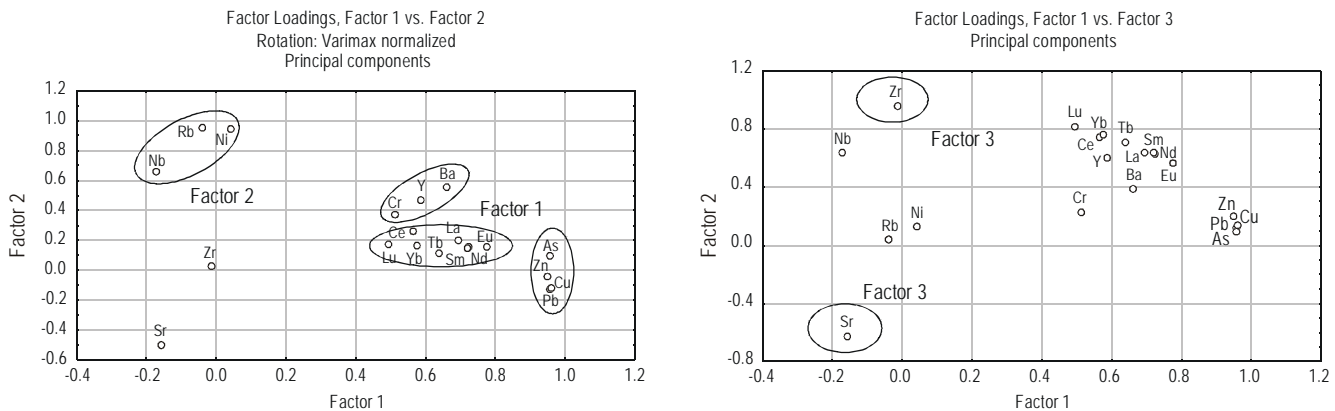 Factor Loadings, Factor 1 vs. Factor 2
Rotation: Varimax normalized
Principal components
1.2
1.0
0.8
0.6
0.4
0.2
0.0
-0.2
-0.4
-0.6
Factor 2
Rb
Ni
Nb
Factor 2
Ba
Y
Cr
Factor 1
Ce
La
Tb
Eu
Lu
Yb
Sm
Nd
As
Zn
Cu
Pb
Zr
Sr
-0.4
-0.2
0.0
0.2
0.4
0.6
0.8
1.0
1.2
Factor 1
Factor Loadings, Factor 1 vs. Factor 3
Principal components
1.2
0.8
0.4
0.0
-0.4
-0.8
Factor 2
Zr
Factor 3
Nb
Lu
Yb
Tb
Sm
Ce
Y
La
Nd
Ba
Eu
Cr
Rb
Ni
Zn
Pb
Cu
As
Factor 3
Sr
-0.4
-0.2
0.0
0.2
0.4
0.6
0.8
1.0
1.2
Factor 1